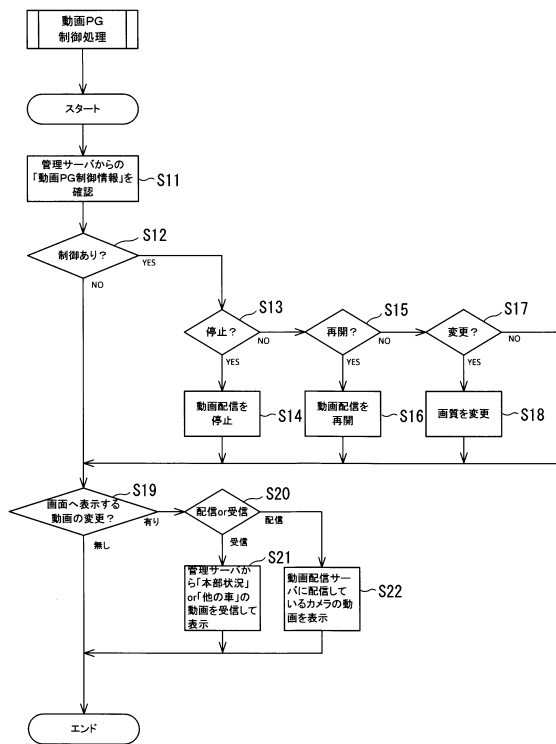 動画PG
制御処理
スタート
管理サーバからの
「動画PG制御情報」を
確認
S11
制御あり？
S12
YES
NO
停止？
S13
NO
YES
再開？
S15
NO
YES
変更？
S17
NO
YES
動画配信を
停止
S14
動画配信を
再開
S16
画質を変更
S18
画面へ表示する
動画の変更？
S19
有り
無し
配信or受信
S20
配信
受信
管理サーバか
ら「本部状況」
or「他の車」の
動画を受信して
表示
S21
動画配信サー
バに配信して
いるカメラの動
画を表示
S22
エンド